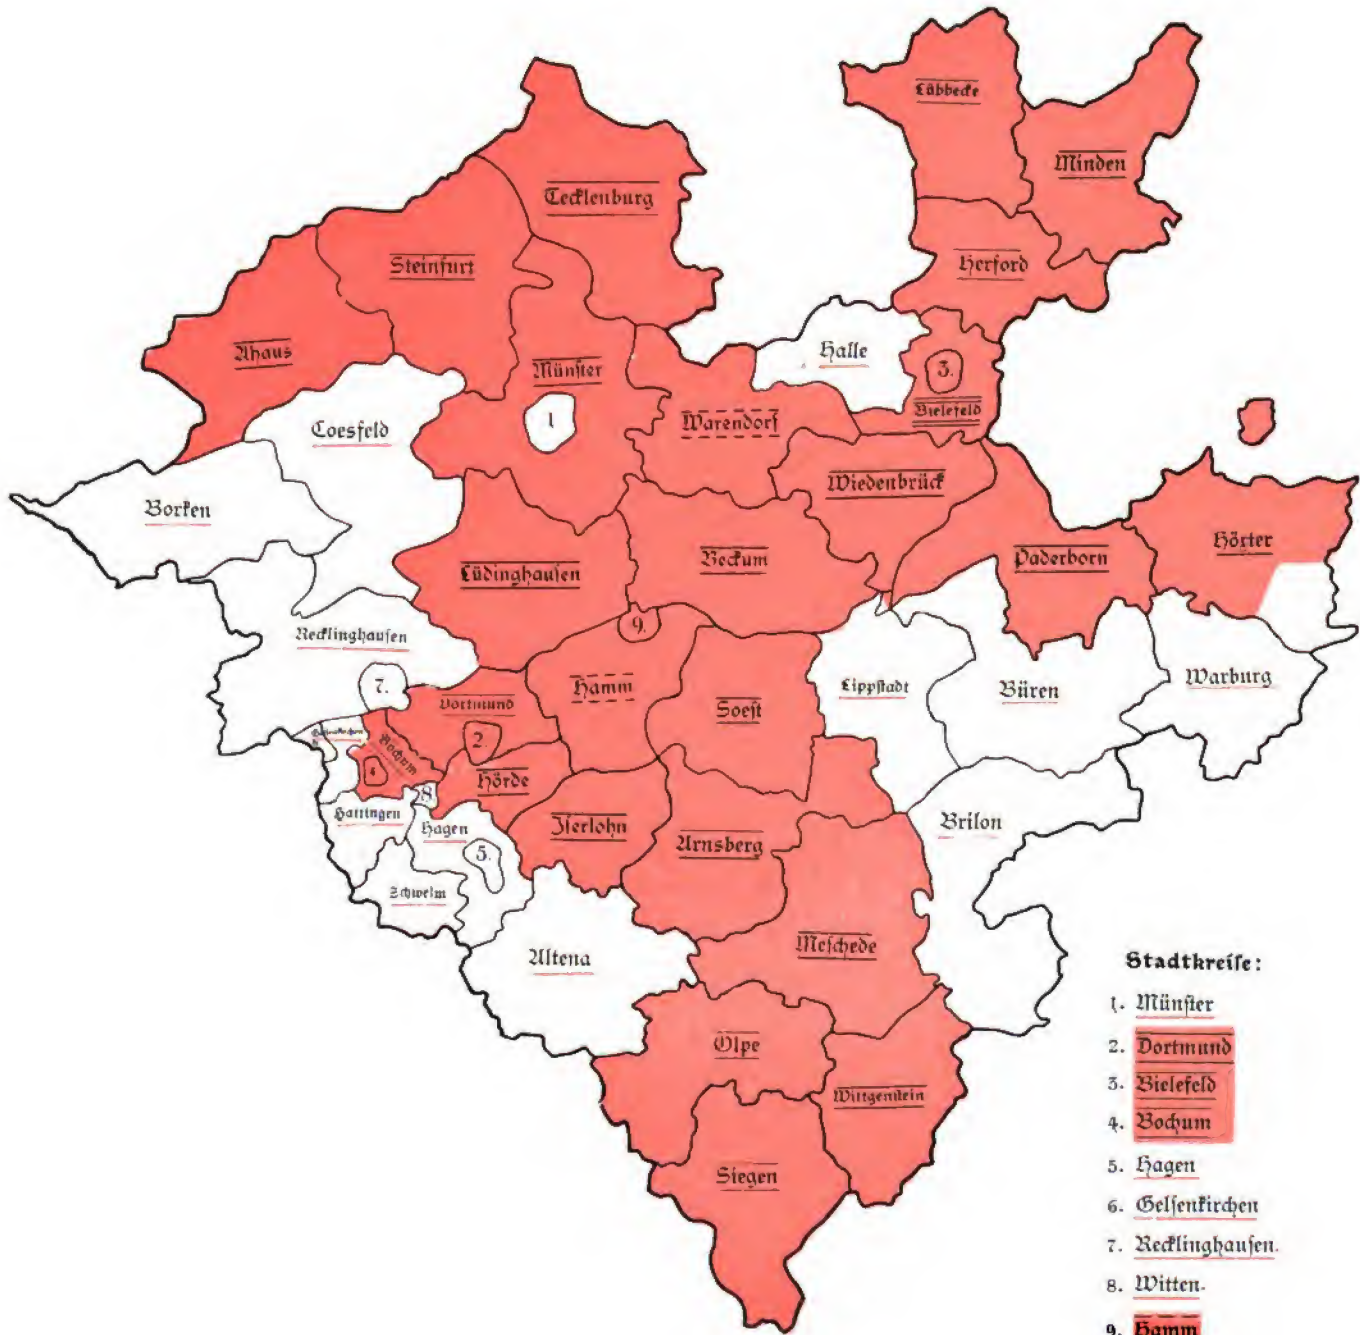 Lübbecke
Minden
Tecklenburg
Herford
Steinfurt
Ahaus
Münster
Halle
3.
Bielefeld
1
Warendorf
Coesfeld
Wiedenbrück
Borken
Höxter
Lüdinghausen
Beckum
Paderborn
Recklinghausen
9.
7.
Hamm
Lippstadt
Büren
Warburg
Dortmund
Soest
2.
Gelsenkirchen
Bochum
4
Hörde
8
Hattingen
Hagen
Iserlohn
Arnsberg
Brilon
5.
Schwelm
Altena
Meschede
Olpe
Wittgenstein
Siegen
Stadtkreiſe:
1. Münſter
2. Dortmund
3. Bielefeld
4. Bochum
5. Hagen
6. Gelſenkirchen
7. Recklinghauſen.
8. Witten.
9. Hamm